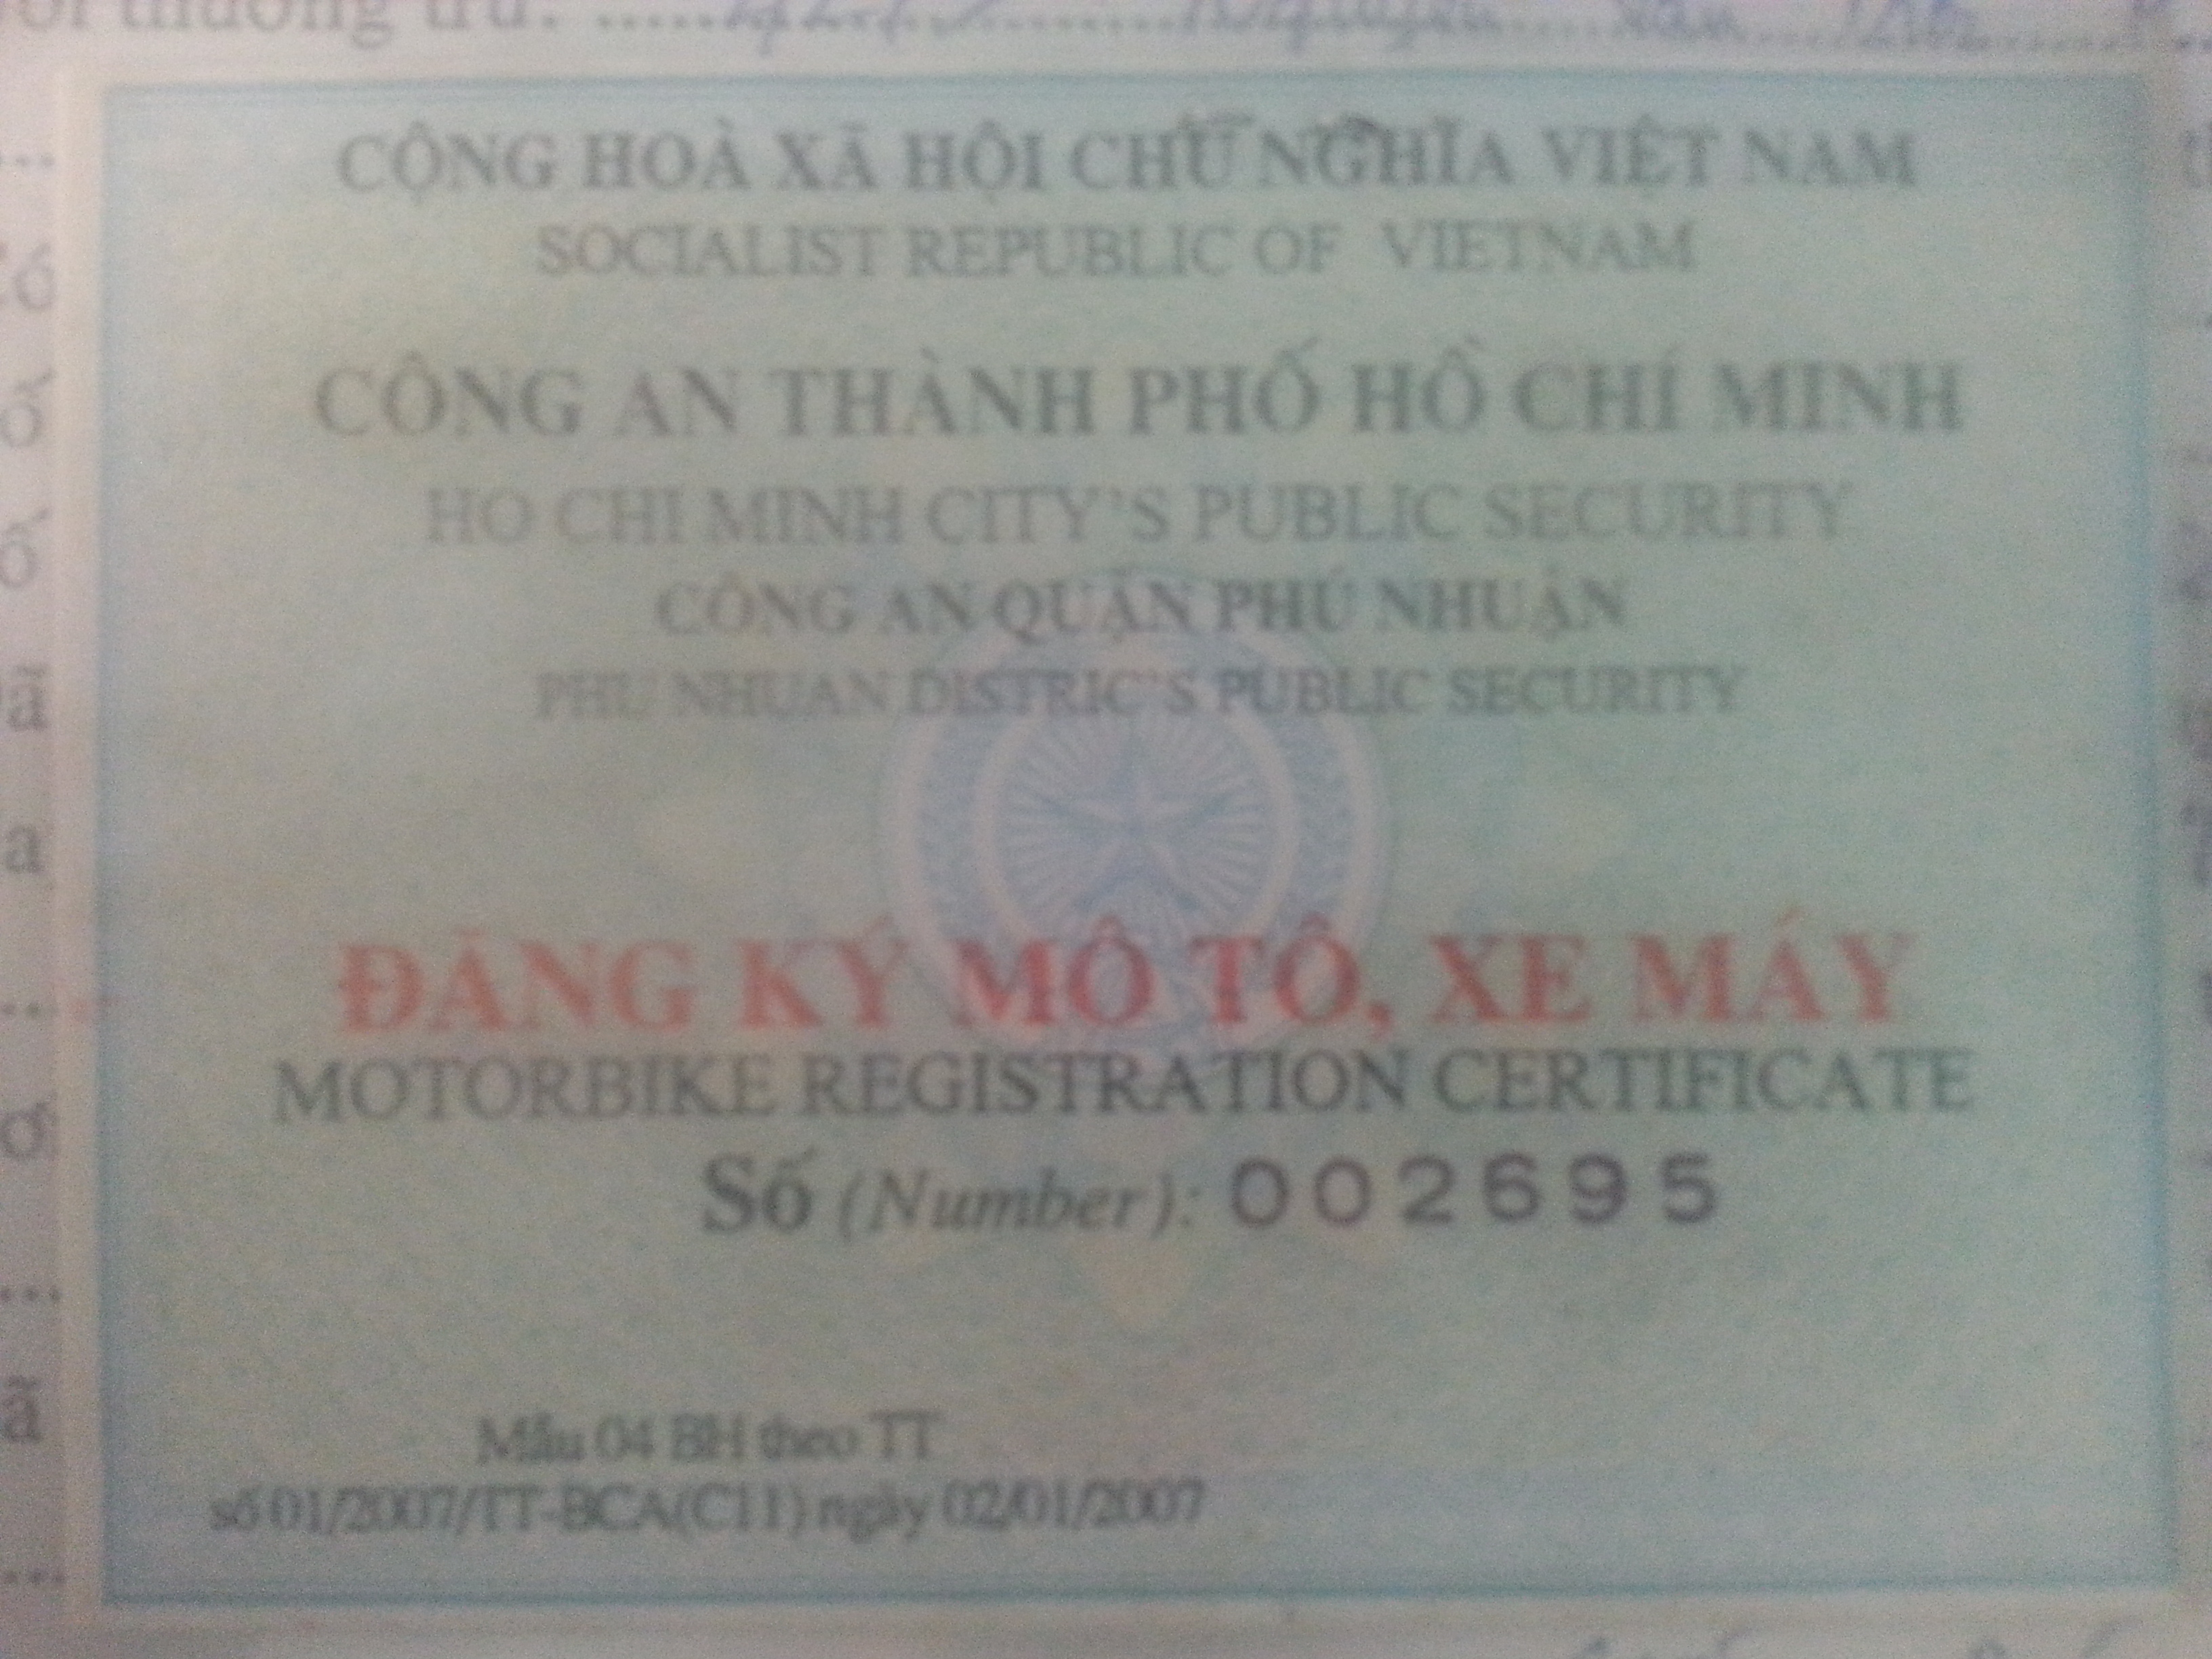 CỘNG HOÀ XÃ HỘI CHỦ NGHĨA VIỆT NAM
SOCIALIST REPUBLIC OF VIETNAM
CÔNG AN THÀNH PHỐ HỒ CHÍ MINH
HO CHI MINH CITY'S PUBLIC SECURITY
CÔNG AN QUẬN PHÚ NHUẬN
PHU NHUAN DISTRIC'S PUBLIC SECURITY
ĐĂNG KÝ MÔ TÔ, XE MÁY
MOTORBIKE REGISTRATION CERTIFICATE
Số (Number): 002695
Mẫu 04 BH theo TT
số 01/2007/TT-BCA(C11) ngày 02/01/2007